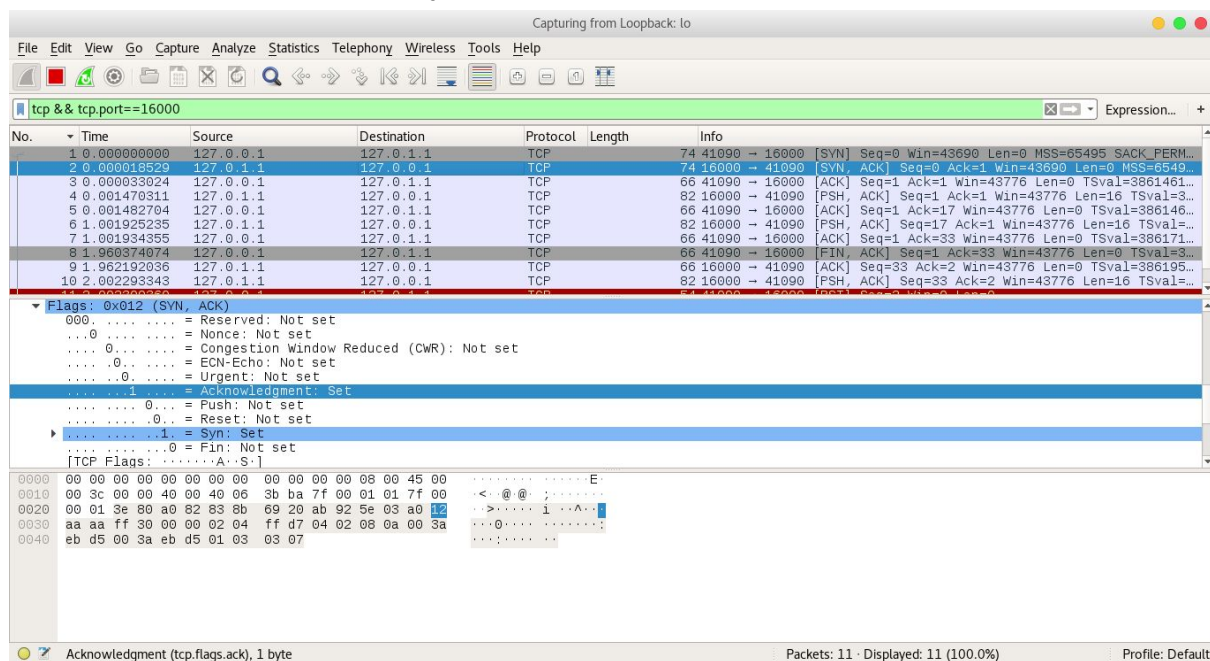 Capturing from Loopback: lo
File Edit View Go Capture Analyze Statistics Telephony Wireless Tools Help
tcp && tcp.port==16000 Expression... +
No. Time Source Destination Protocol Length Info
1 0.000000000 127.0.0.1 127.0.1.1 TCP 74 41090 → 16000 [SYN] Seq=0 Win=43690 Len=0 MSS=65495 SACK_PERM…
2 0.000018529 127.0.1.1 127.0.0.1 TCP 74 16000 → 41090 [SYN, ACK] Seq=0 Ack=1 Win=43690 Len=0 MSS=6549…
3 0.000033024 127.0.0.1 127.0.1.1 TCP 66 41090 → 16000 [ACK] Seq=1 Ack=1 Win=43776 Len=0 TSval=3861461…
4 0.001470311 127.0.1.1 127.0.0.1 TCP 82 16000 → 41090 [PSH, ACK] Seq=1 Ack=1 Win=43776 Len=16 TSval=3…
5 0.001482704 127.0.0.1 127.0.1.1 TCP 66 41090 → 16000 [ACK] Seq=1 Ack=17 Win=43776 Len=0 TSval=386146…
6 1.001925235 127.0.1.1 127.0.0.1 TCP 82 16000 → 41090 [PSH, ACK] Seq=17 Ack=1 Win=43776 Len=16 TSval=…
7 1.001934355 127.0.0.1 127.0.1.1 TCP 66 41090 → 16000 [ACK] Seq=1 Ack=33 Win=43776 Len=0 TSval=386171…
8 1.960374074 127.0.0.1 127.0.1.1 TCP 66 41090 → 16000 [FIN, ACK] Seq=1 Ack=33 Win=43776 Len=0 TSval=3…
9 1.962192036 127.0.1.1 127.0.0.1 TCP 66 16000 → 41090 [ACK] Seq=33 Ack=2 Win=43776 Len=0 TSval=386195…
10 2.002293343 127.0.1.1 127.0.0.1 TCP 82 16000 → 41090 [PSH, ACK] Seq=33 Ack=2 Win=43776 Len=16 TSval=…
Flags: 0x012 (SYN, ACK)
000. .... .... = Reserved: Not set
...0 .... .... = Nonce: Not set
.... 0... .... = Congestion Window Reduced (CWR): Not set
.... .0.. .... = ECN-Echo: Not set
.... ..0. .... = Urgent: Not set
.... ...1 .... = Acknowledgment: Set
.... .... 0... = Push: Not set
.... .... .0.. = Reset: Not set
.... .... ..1. = Syn: Set
.... .... ...0 = Fin: Not set
[TCP Flags: ·······A··S·]
0000 00 00 00 00 00 00 00 00 00 00 00 00 08 00 45 00 ········ ······E·
0010 00 3c 00 00 40 00 40 06 3b ba 7f 00 01 01 7f 00 ·<··@·@· ;·······
0020 00 01 3e 80 a0 82 83 8b 69 20 ab 92 5e 03 a0 12 ··>····· i ··^···
0030 aa aa ff 30 00 00 02 04 ff d7 04 02 08 0a 00 3a ···0···· ·······:
0040 eb d5 00 3a eb d5 01 03 03 07 ···:···· ··
Acknowledgment (tcp.flags.ack), 1 byte Packets: 11 · Displayed: 11 (100.0%) Profile: Default